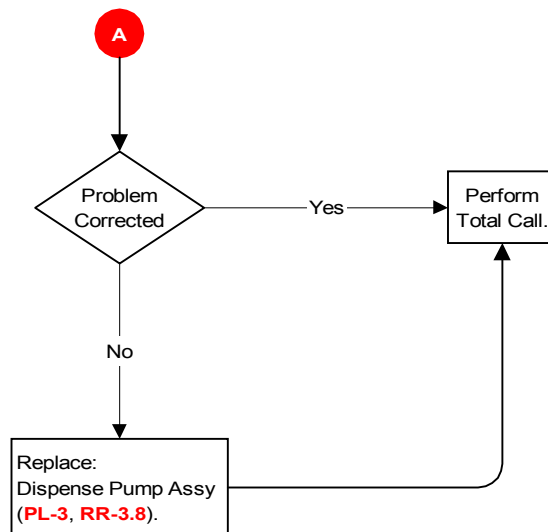 A
Problem
Corrected
Yes
Perform
Total Call.
No
Replace:
Dispense Pump Assy
(PL-3, RR-3.8).